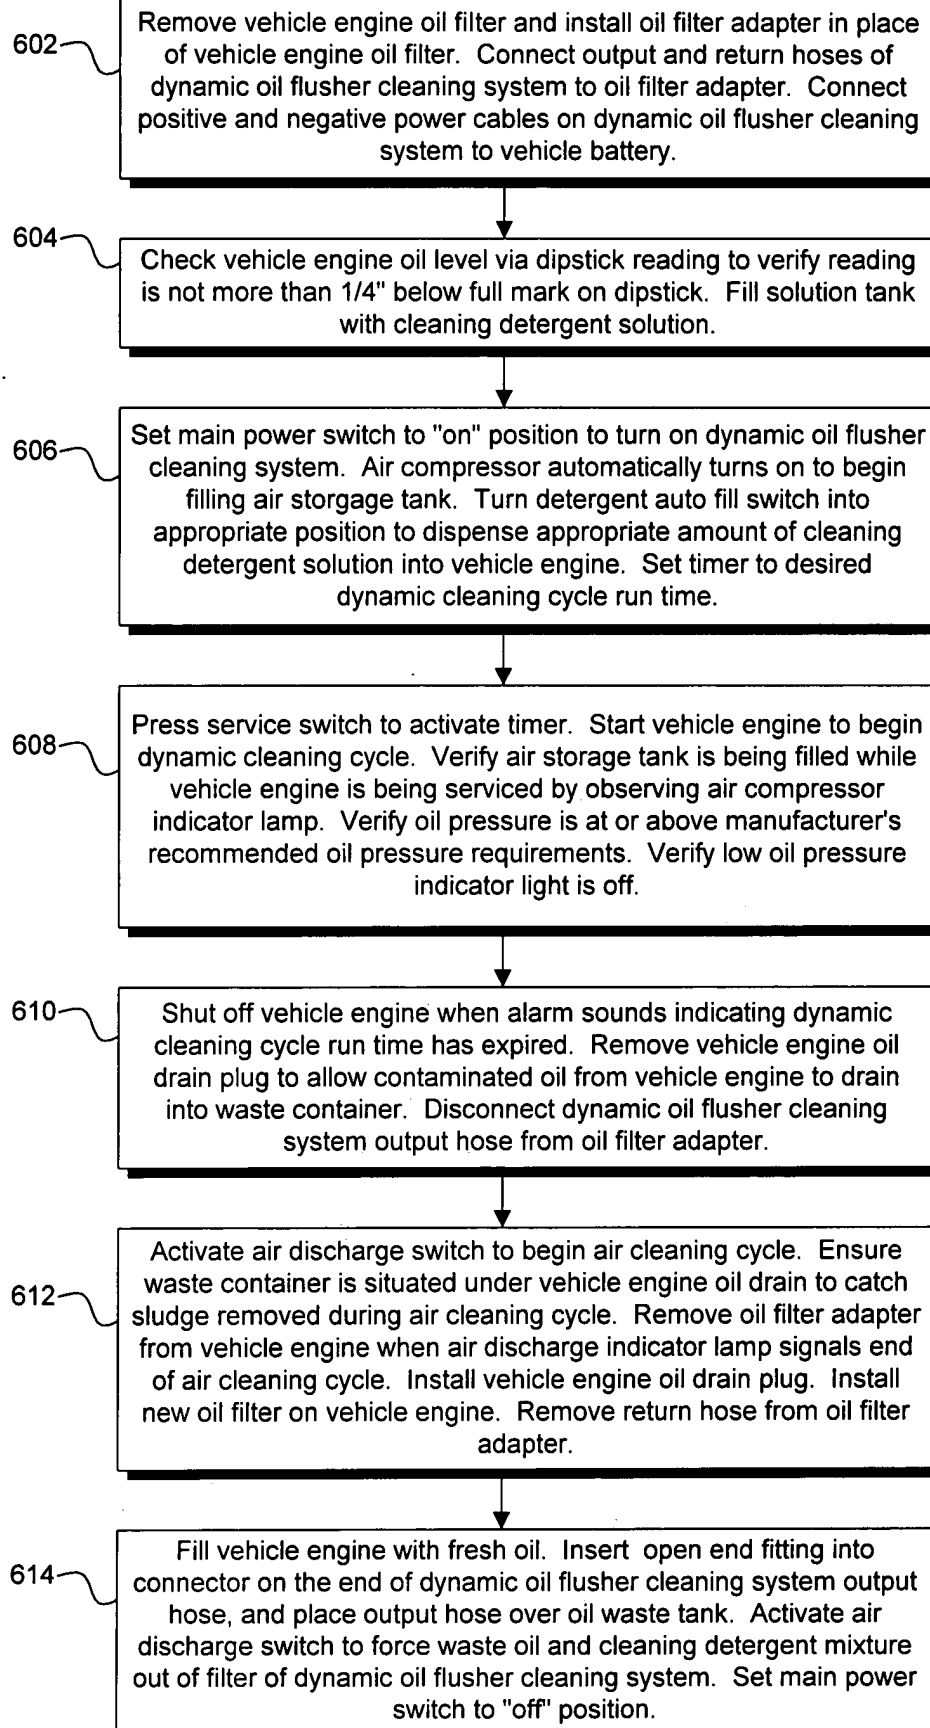 602
Remove vehicle engine oil filter and install oil filter adapter in place
of vehicle engine oil filter. Connect output and return hoses of
dynamic oil flusher cleaning system to oil filter adapter. Connect
positive and negative power cables on dynamic oil flusher cleaning
system to vehicle battery.
604
Check vehicle engine oil level via dipstick reading to verify reading
is not more than 1/4" below full mark on dipstick. Fill solution tank
with cleaning detergent solution.
606
Set main power switch to "on" position to turn on dynamic oil flusher
cleaning system. Air compressor automatically turns on to begin
filling air storgage tank. Turn detergent auto fill switch into
appropriate position to dispense appropriate amount of cleaning
detergent solution into vehicle engine. Set timer to desired
dynamic cleaning cycle run time.
608
Press service switch to activate timer. Start vehicle engine to begin
dynamic cleaning cycle. Verify air storage tank is being filled while
vehicle engine is being serviced by observing air compressor
indicator lamp. Verify oil pressure is at or above manufacturer's
recommended oil pressure requirements. Verify low oil pressure
indicator light is off.
610
Shut off vehicle engine when alarm sounds indicating dynamic
cleaning cycle run time has expired. Remove vehicle engine oil
drain plug to allow contaminated oil from vehicle engine to drain
into waste container. Disconnect dynamic oil flusher cleaning
system output hose from oil filter adapter.
612
Activate air discharge switch to begin air cleaning cycle. Ensure
waste container is situated under vehicle engine oil drain to catch
sludge removed during air cleaning cycle. Remove oil filter adapter
from vehicle engine when air discharge indicator lamp signals end
of air cleaning cycle. Install vehicle engine oil drain plug. Install
new oil filter on vehicle engine. Remove return hose from oil filter
adapter.
614
Fill vehicle engine with fresh oil. Insert open end fitting into
connector on the end of dynamic oil flusher cleaning system output
hose, and place output hose over oil waste tank. Activate air
discharge switch to force waste oil and cleaning detergent mixture
out of filter of dynamic oil flusher cleaning system. Set main power
switch to "off" position.